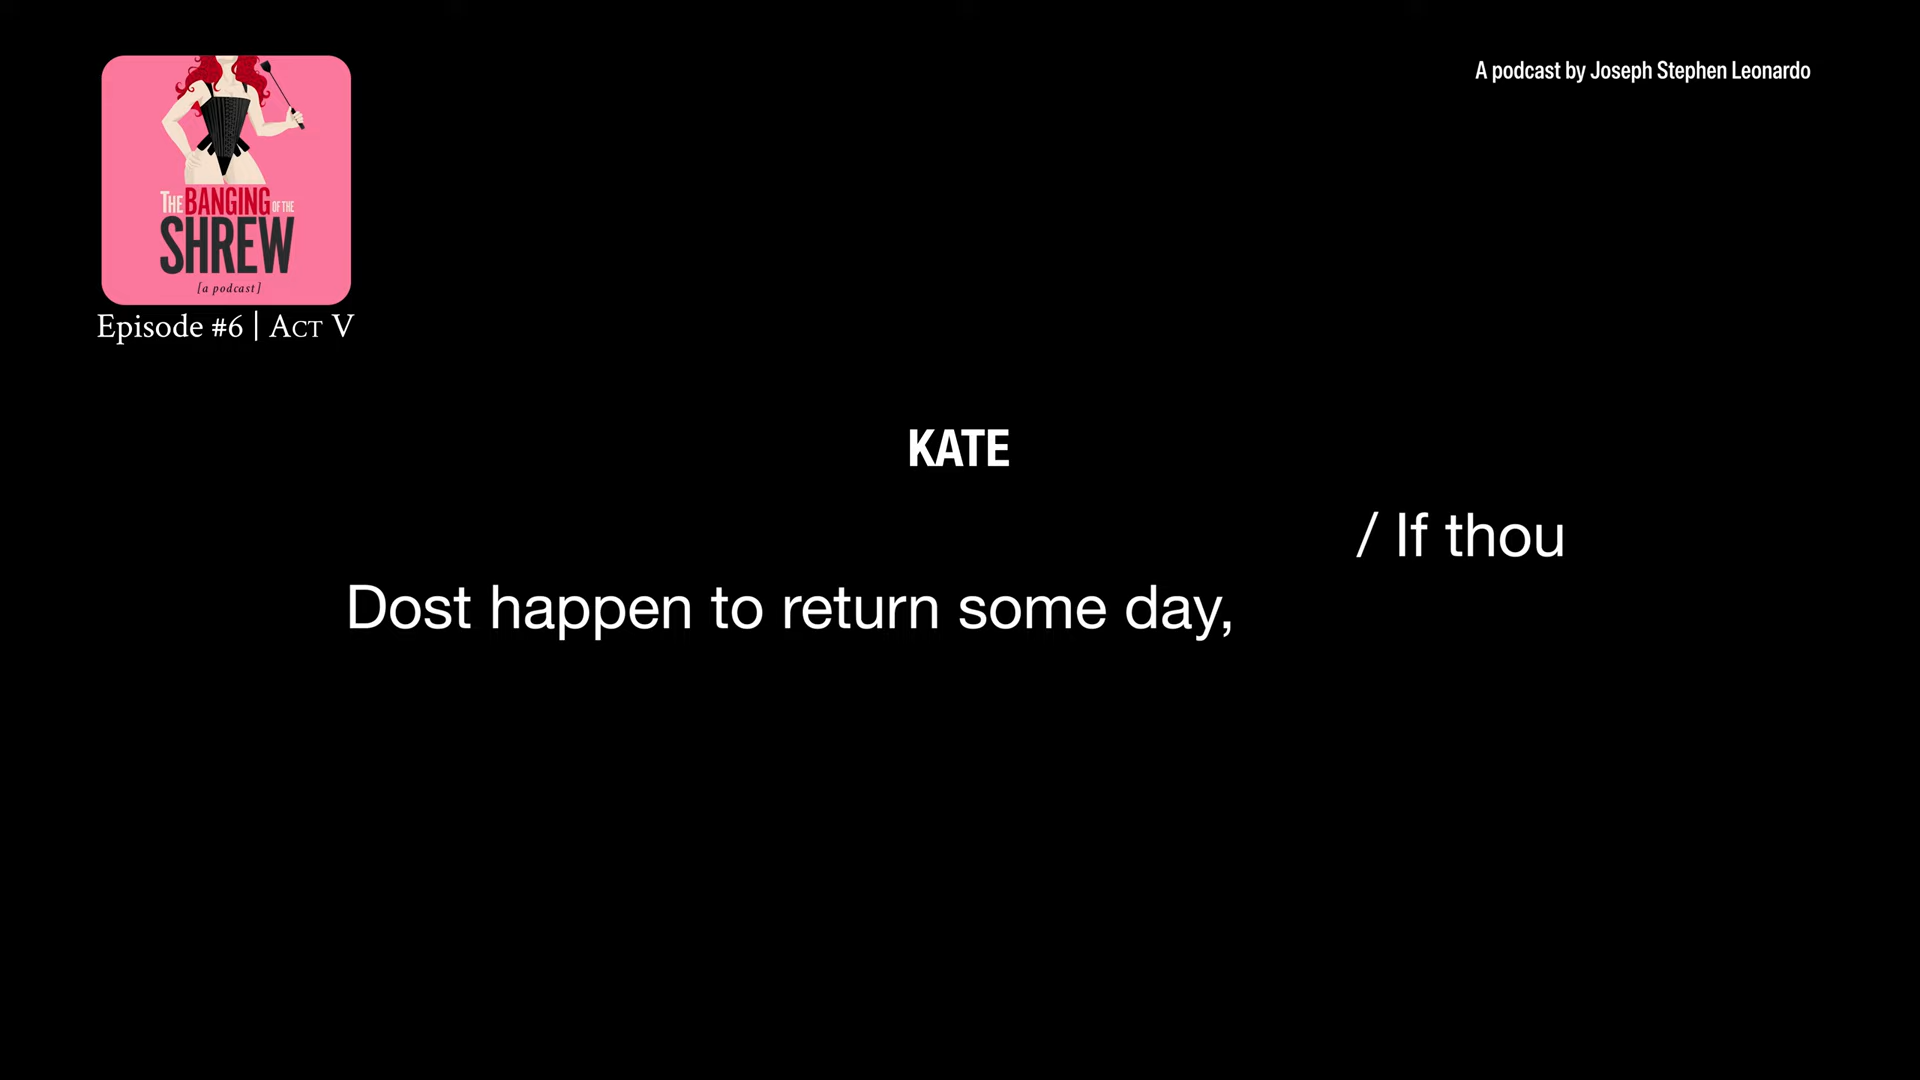 A podcast by Joseph Stephen Leonardo
THE BANGING OF THE
SHREW
[a podcast]
Episode #6 | ACT V
KATE
/ If thou
Dost happen to return some day,